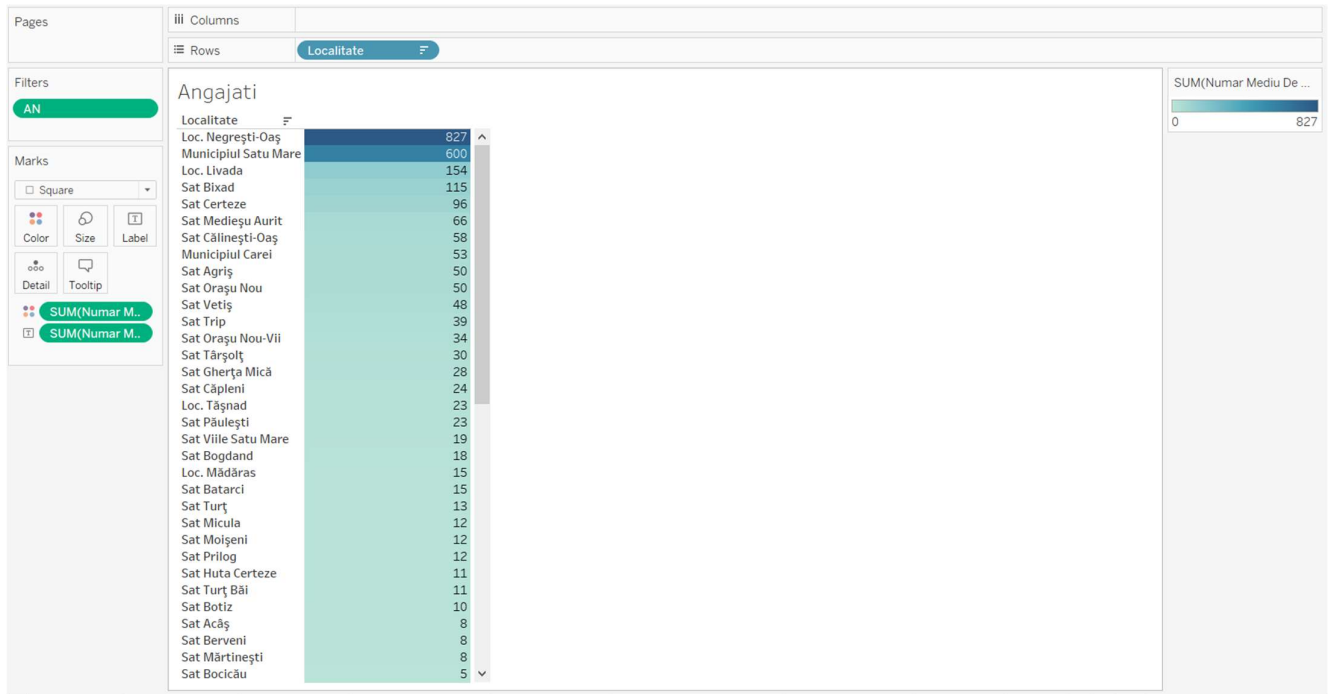 Pages
Columns
Rows
Localitate
Filters
AN
Angajati
SUM(Numar Mediu De ...
0 827
Marks
Square
Color Size Label
Detail Tooltip
SUM(Numar M..
SUM(Numar M..
Localitate
Loc. Negreşti-Oaş 827
Municipiul Satu Mare 600
Loc. Livada 154
Sat Bixad 115
Sat Certeze 96
Sat Medieşu Aurit 66
Sat Călineşti-Oaş 58
Municipiul Carei 53
Sat Agriş 50
Sat Oraşu Nou 50
Sat Vetiş 48
Sat Trip 39
Sat Oraşu Nou-Vii 34
Sat Târşolţ 30
Sat Gherţa Mică 28
Sat Căpleni 24
Loc. Tăşnad 23
Sat Păuleşti 23
Sat Viile Satu Mare 19
Sat Bogdand 18
Loc. Mădăras 15
Sat Batarci 15
Sat Turţ 13
Sat Micula 12
Sat Moişeni 12
Sat Prilog 12
Sat Huta Certeze 11
Sat Turţ Băi 11
Sat Botiz 10
Sat Acâş 8
Sat Berveni 8
Sat Mărtineşti 8
Sat Bocicău 5